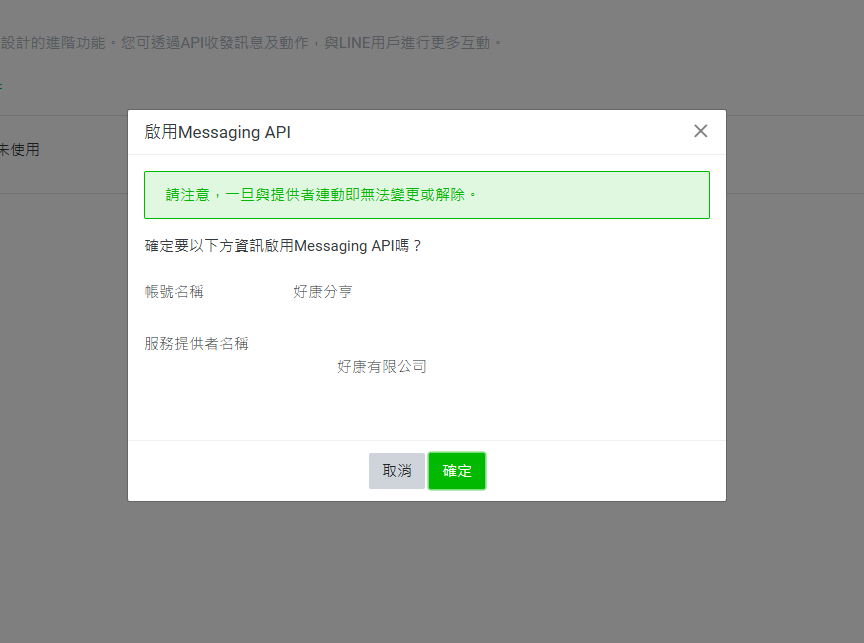 設計的進階功能。您可透過API收發訊息及動作，與LINE用戶進行更多互動。
未使用
啟用Messaging API
請注意，一旦與提供者連動即無法變更或解除。
確定要以下方資訊啟用Messaging API嗎？
帳號名稱 好康分亨
服務提供者名稱
好康有限公司
取消 確定